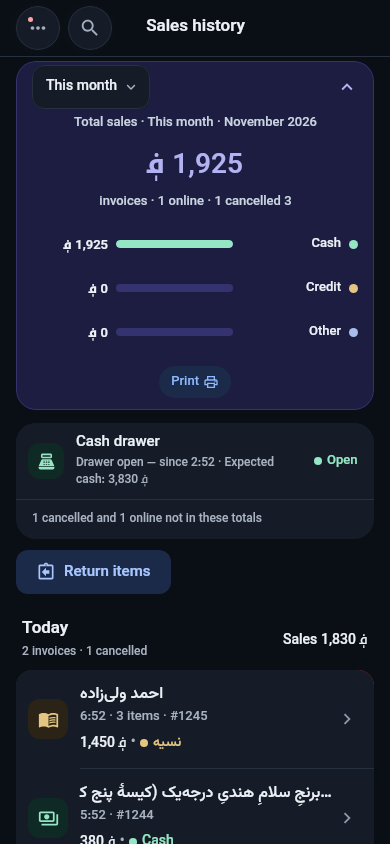 Sales history
This month
Total sales · This month · November 2026
؋ 1,925
invoices · 1 online · 1 cancelled 3
؋ 1,925 Cash
؋ 0 Credit
؋ 0 Other
Print
Cash drawer
Drawer open — since 2:52 · Expected
cash: 3,830 ؋
Open
1 cancelled and 1 online not in these totals
Return items
Today
2 invoices · 1 cancelled
Sales 1,830 ؋
احمد ولی‌زاده
6:52 · 3 items · #1245
1,450 ؋ • نسیه
برنجِ سلامِ هندیِ درجه‌یک (کیسهٔ پنج ک...
5:52 · #1244
380 ؋ • Cash